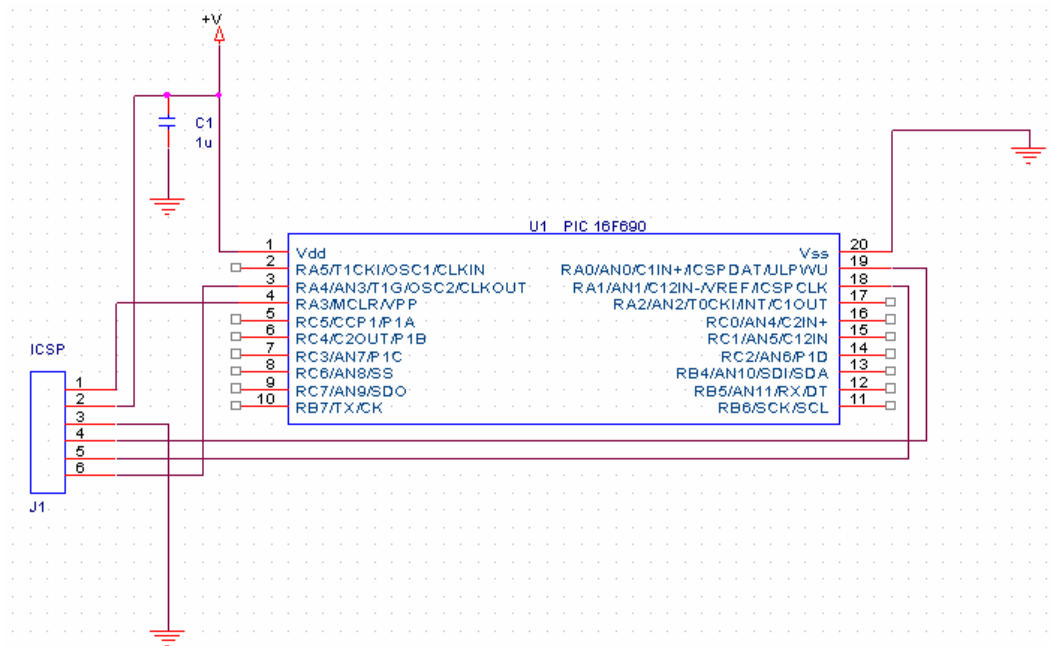 +V
C1
1u
U1 PIC 16F690
1 Vdd
2 RA5/T1CKI/OSC1/CLKIN
3 RA4/AN3/T1G/OSC2/CLKOUT
4 RA3/MCLR/VPP
5 RC5/CCP1/P1A
6 RC4/C2OUT/P1B
7 RC3/AN7/P1C
8 RC6/AN8/SS
9 RC7/AN9/SDO
10 RB7/TX/CK
Vss 20
RA0/AN0/C1IN+/ICSPDAT/ULPWU 19
RA1/AN1/C12IN-/VREF/ICSPCLK 18
RA2/AN2/T0CKI/INT/C1OUT 17
RC0/AN4/C2IN+ 16
RC1/AN5/C12IN 15
RC2/AN6/P1D 14
RB4/AN10/SDI/SDA 13
RB5/AN11/RX/DT 12
RB6/SCK/SCL 11
ICSP
1
2
3
4
5
6
J1